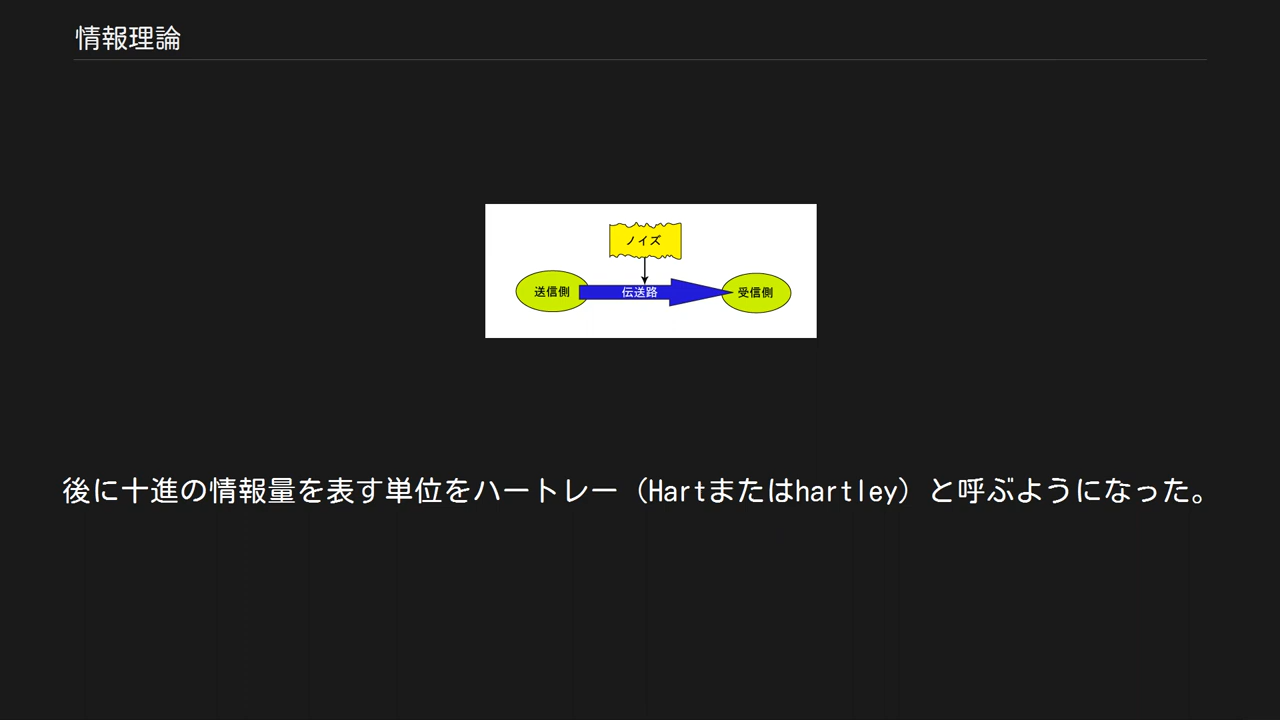 情報理論
ノイズ
送信側
伝送路
受信側
後に十進の情報量を表す単位をハートレー（Hartまたはhartley）と呼ぶようになった。